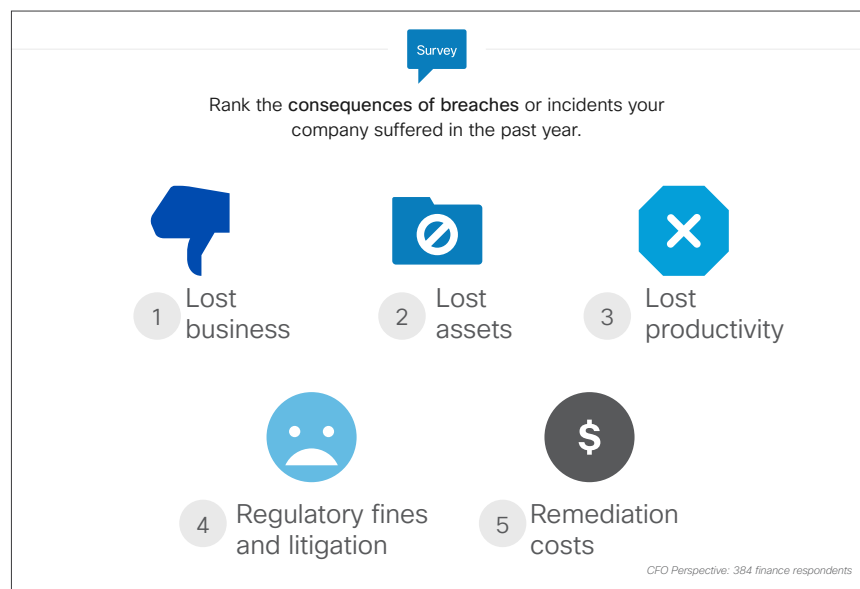 Survey
Rank the consequences of breaches or incidents your
company suffered in the past year.
1 Lost
business
2 Lost
assets
3 Lost
productivity
$
4 Regulatory fines
and litigation
5 Remediation
costs
CFO Perspective: 384 finance respondents